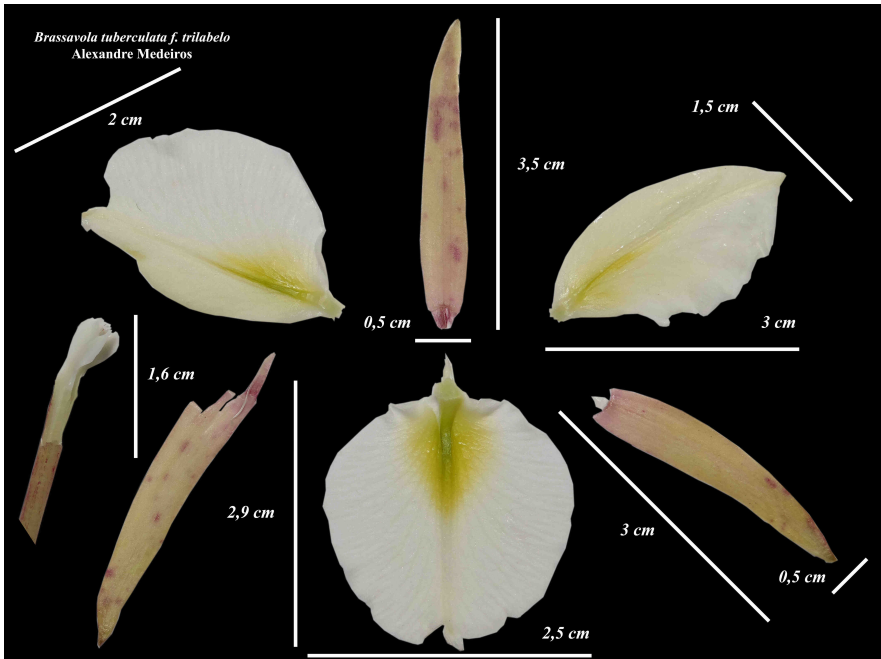 Brassavola tuberculata f. trilabelo
Alexandre Medeiros
2 cm
1,5 cm
3,5 cm
0,5 cm
3 cm
1,6 cm
2,9 cm
3 cm
0,5 cm
2,5 cm